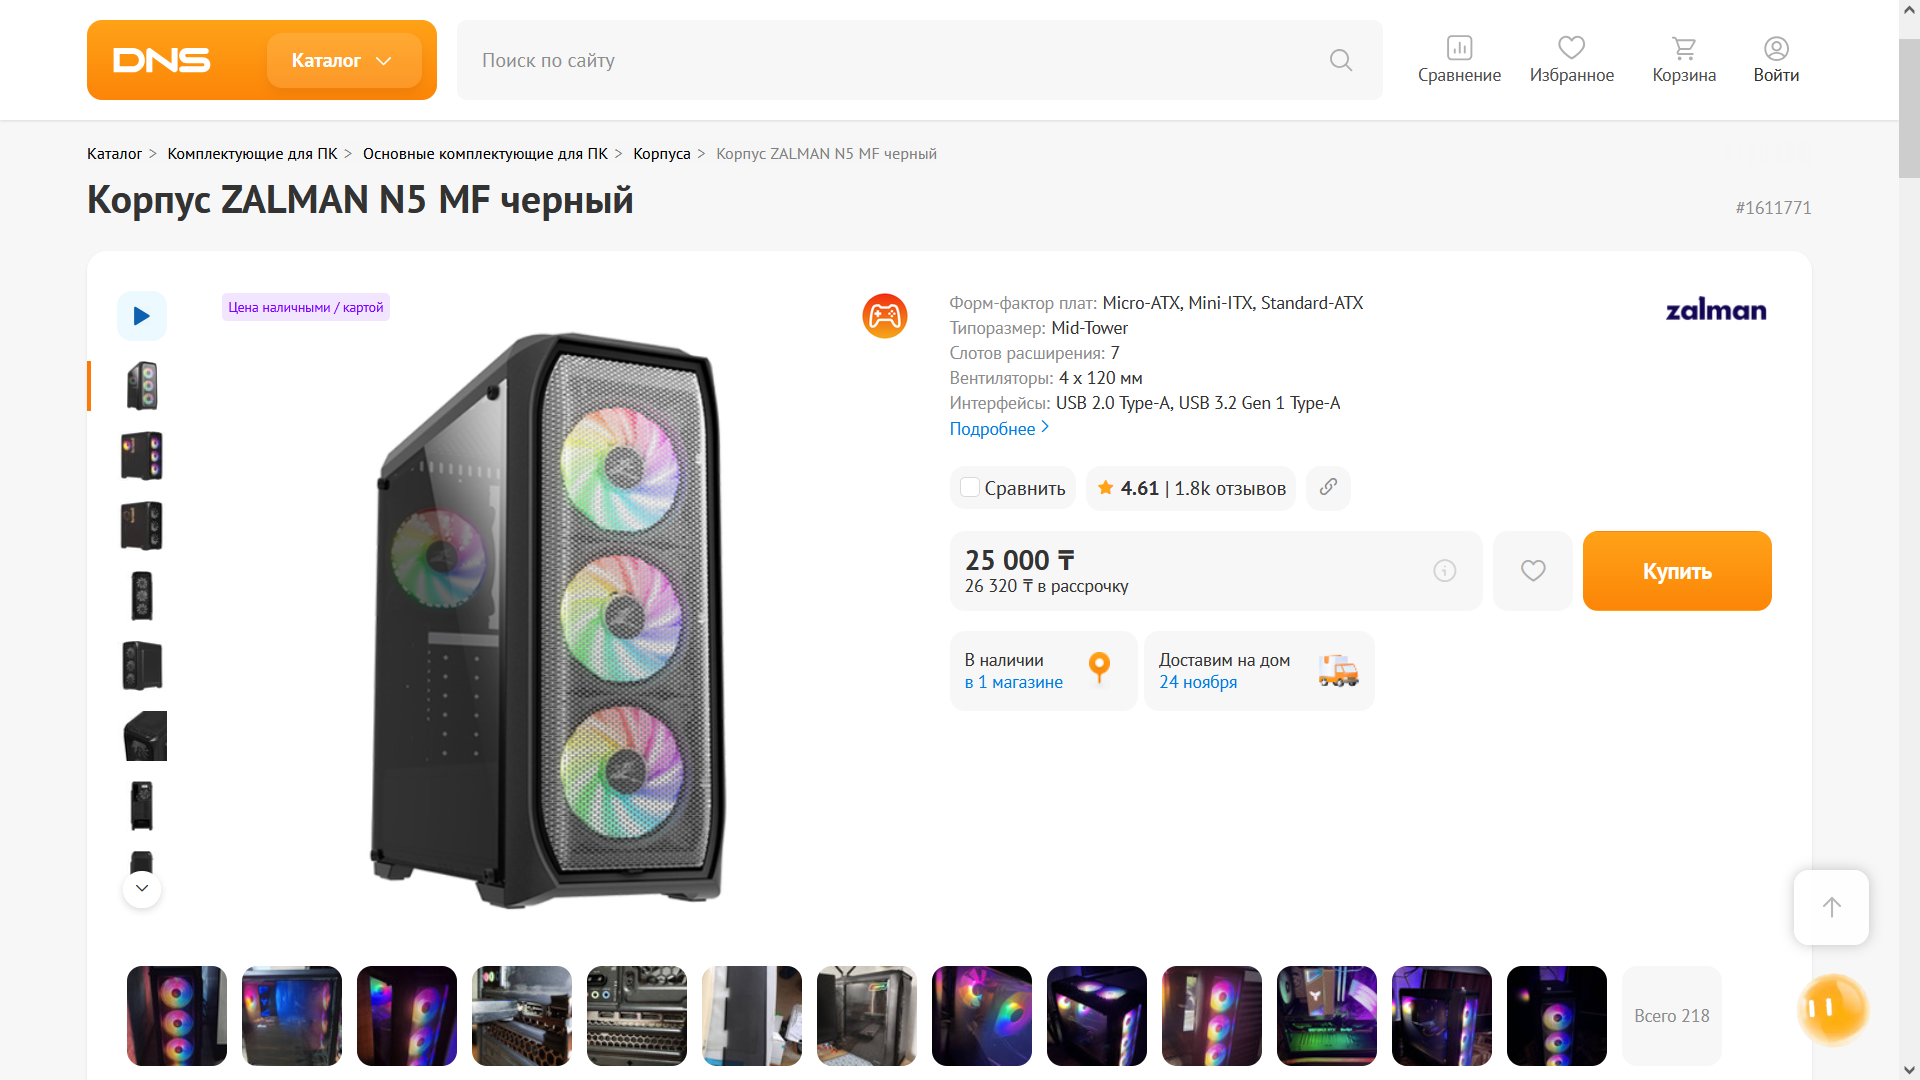 DNS
Каталог
Поиск по сайту
Сравнение
Избранное
Корзина
Войти
Каталог > Комплектующие для ПК > Основные комплектующие для ПК > Корпуса > Корпус ZALMAN N5 MF черный
Корпус ZALMAN N5 MF черный
#1611771
Цена наличными / картой
Форм-фактор плат: Micro-ATX, Mini-ITX, Standard-ATX
zalman
Типоразмер: Mid-Tower
Слотов расширения: 7
Вентиляторы: 4 x 120 мм
Интерфейсы: USB 2.0 Type-A, USB 3.2 Gen 1 Type-A
Подробнее
Сравнить
4.61 | 1.8k отзывов
25 000 ₸
26 320 ₸ в рассрочку
Купить
В наличии
в 1 магазине
Доставим на дом
24 ноября
Всего 218